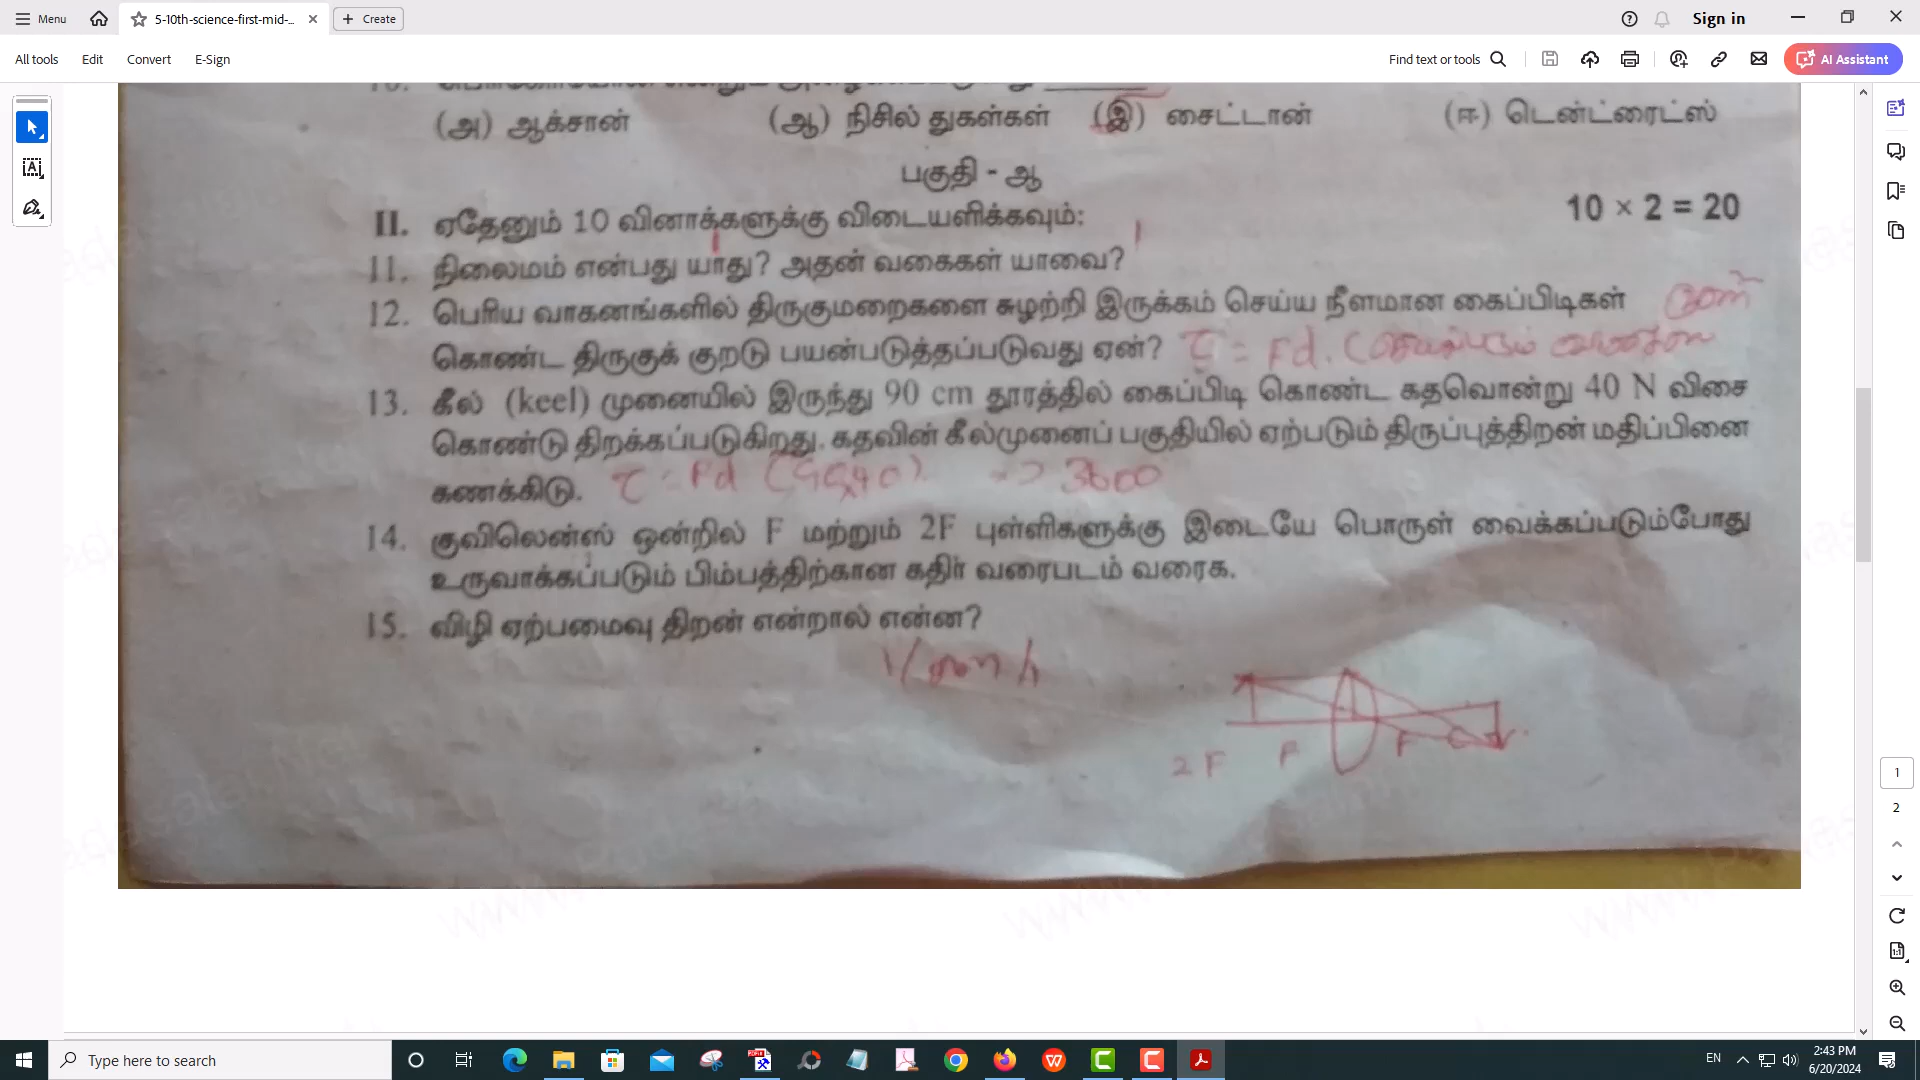 Menu
5-10th-science-first-mid-...
Create
Sign in
All tools Edit Convert E-Sign
Find text or tools
AI Assistant
(அ) ஆக்சான் (ஆ) நிசில் துகள்கள் (இ) சைட்டான் (ஈ) டென்ட்ரைட்ஸ்
பகுதி - ஆ
II. ஏதேனும் 10 வினாக்களுக்கு விடையளிக்கவும்: 10 × 2 = 20
11. நிலைமம் என்பது யாது? அதன் வகைகள் யாவை?
12. பெரிய வாகனங்களில் திருகுமறைகளை சுழற்றி இருக்கம் செய்ய நீளமான கைப்பிடிகள்
கொண்ட திருகுக் குறடு பயன்படுத்தப்படுவது ஏன்? τ = Fd.
13. கீல் (keel) முனையில் இருந்து 90 cm தூரத்தில் கைப்பிடி கொண்ட கதவொன்று 40 N விசை
கொண்டு திறக்கப்படுகிறது. கதவின் கீல்முனைப் பகுதியில் ஏற்படும் திருப்புத்திறன் மதிப்பினை
கணக்கிடு. τ = Fd => 3600
14. குவிலென்ஸ் ஒன்றில் F மற்றும் 2F புள்ளிகளுக்கு இடையே பொருள் வைக்கப்படும்போது
உருவாக்கப்படும் பிம்பத்திற்கான கதிர் வரைபடம் வரைக.
15. விழி ஏற்பமைவு திறன் என்றால் என்ன?
2F F F
1
2
Type here to search
EN
2:43 PM
6/20/2024